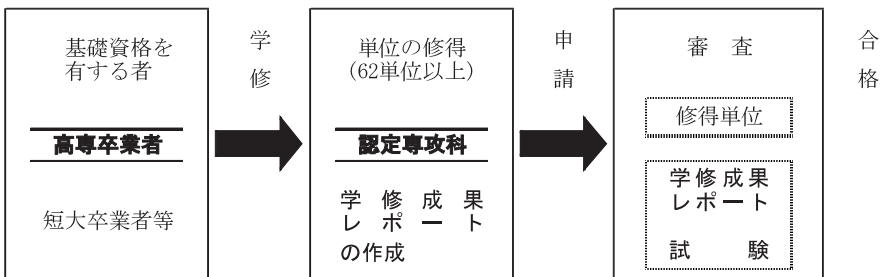 基礎資格を
有する者
高専卒業者
短大卒業者等
学
修
単位の修得
(62単位以上)
認定専攻科
学修成果
レポート
の作成
申
請
審査
修得単位
学修成果
レポート
試験
合
格